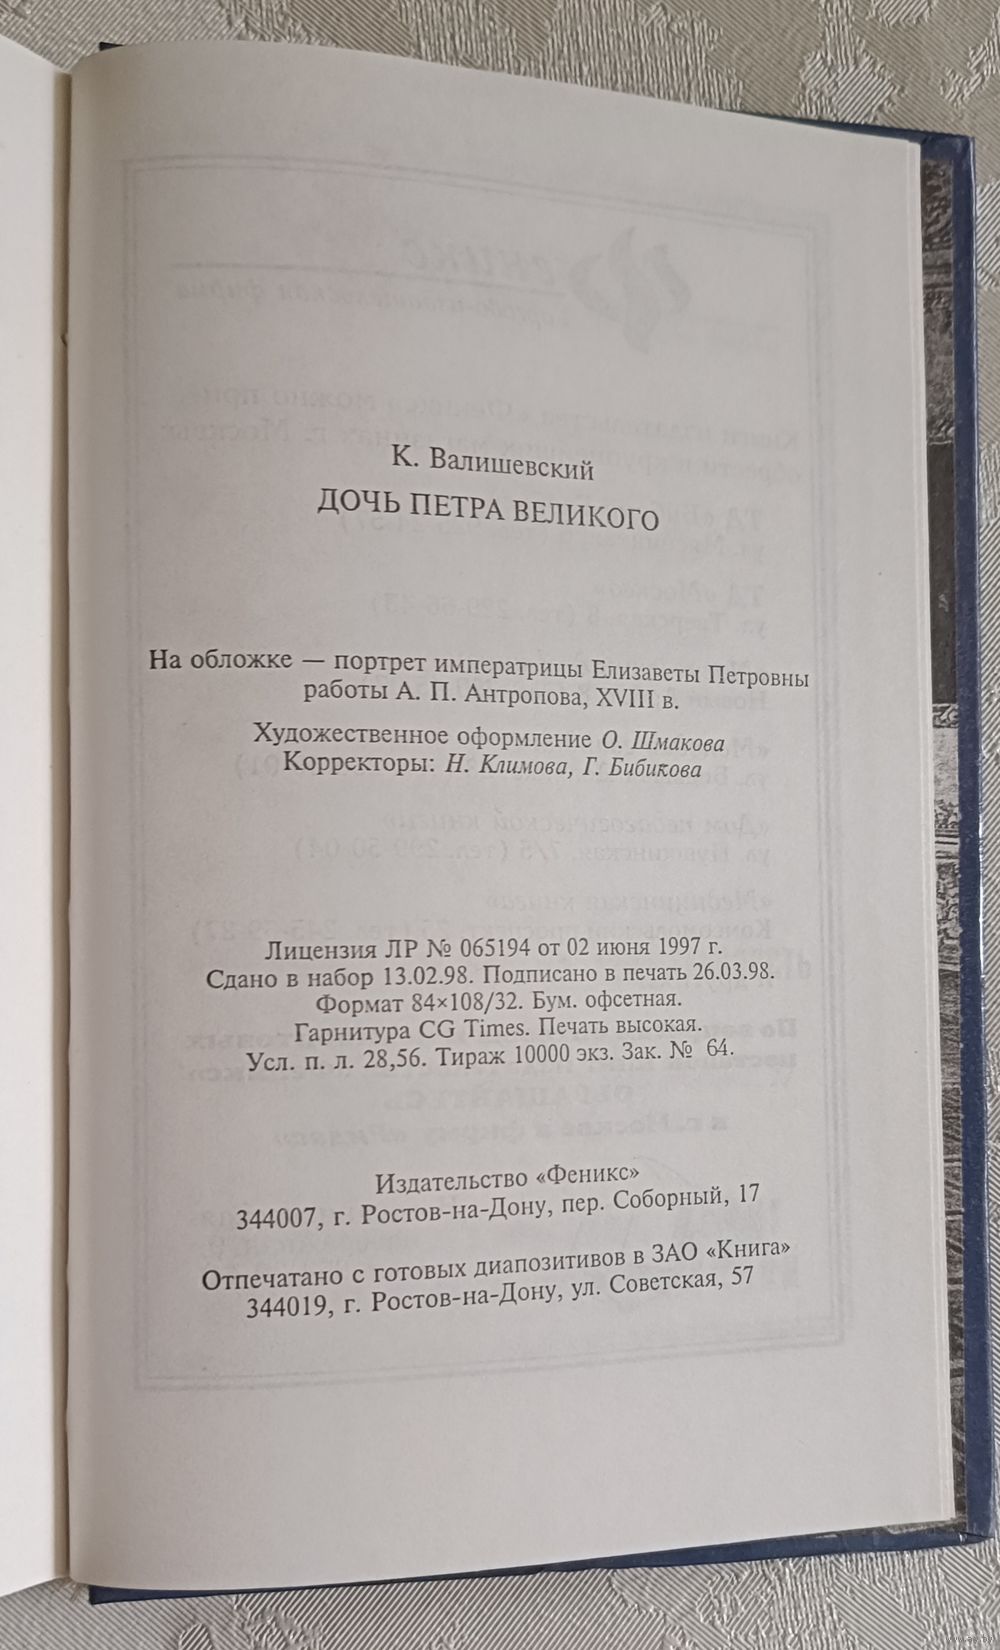 К. Валишевский
ДОЧЬ ПЕТРА ВЕЛИКОГО
На обложке — портрет императрицы Елизаветы Петровны
работы А. П. Антропова, XVIII в.
Художественное оформление О. Шмакова
Корректоры: Н. Климова, Г. Бибикова
Лицензия ЛР № 065194 от 02 июня 1997 г.
Сдано в набор 13.02.98. Подписано в печать 26.03.98.
Формат 84×108/32. Бум. офсетная.
Гарнитура CG Times. Печать высокая.
Усл. п. л. 28,56. Тираж 10000 экз. Зак. № 64.
Издательство «Феникс»
344007, г. Ростов-на-Дону, пер. Соборный, 17
Отпечатано с готовых диапозитивов в ЗАО «Книга»
344019, г. Ростов-на-Дону, ул. Советская, 57